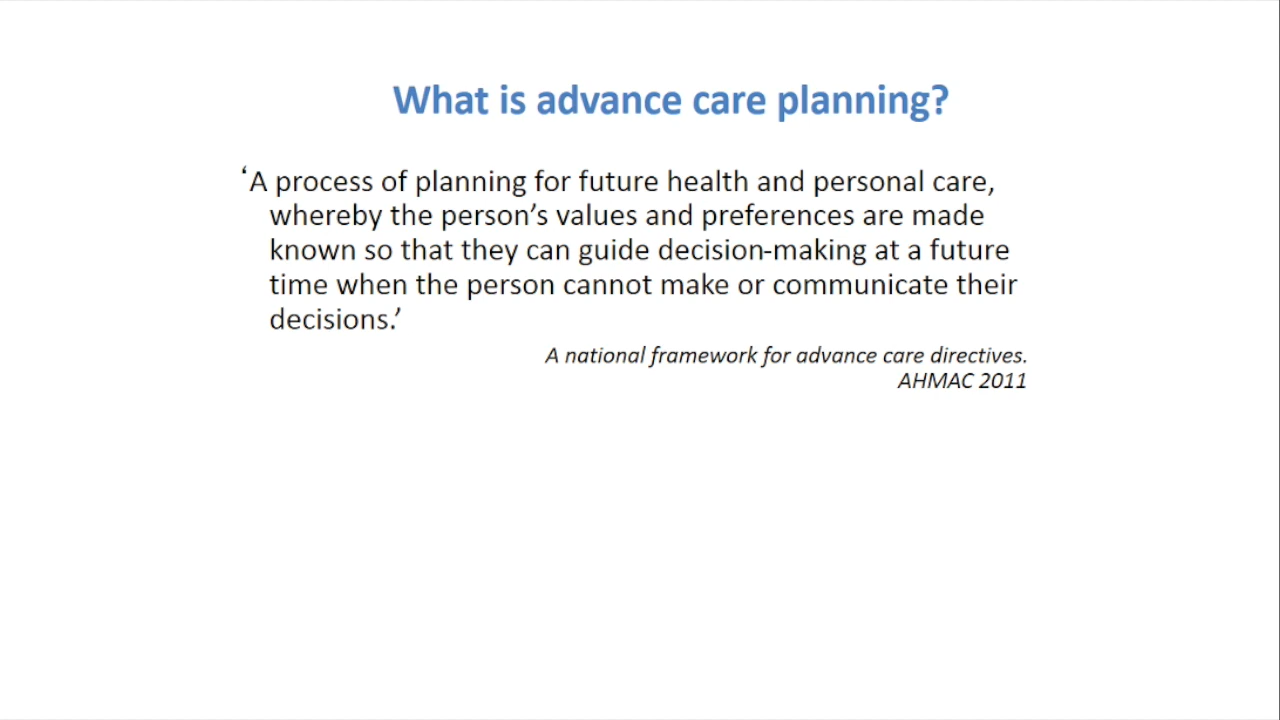 What is advance care planning?
‘A process of planning for future health and personal care,
whereby the person’s values and preferences are made
known so that they can guide decision-making at a future
time when the person cannot make or communicate their
decisions.’
A national framework for advance care directives.
AHMAC 2011